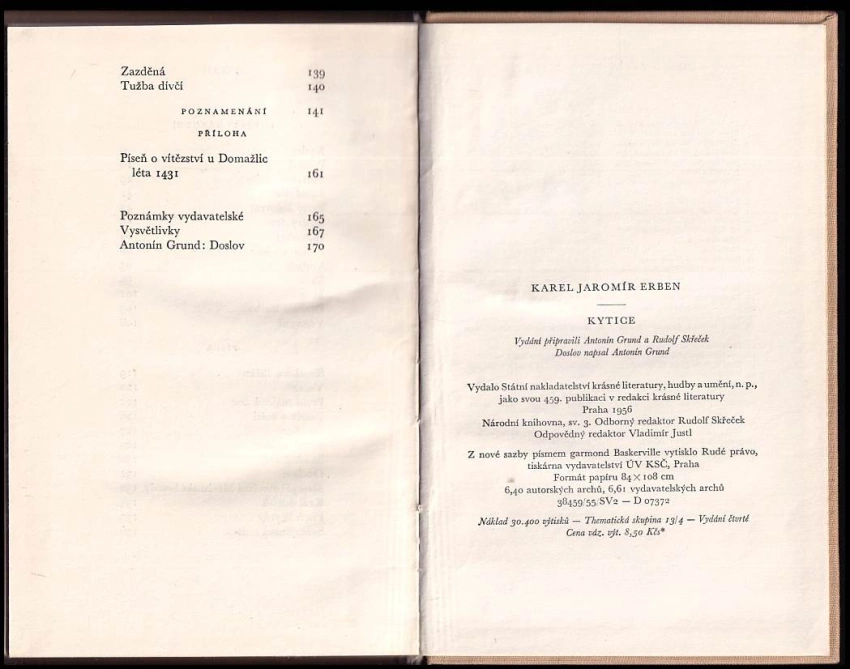 Zazděná 139
Tužba dívčí 140
POZNAMENÁNÍ 141
PŘÍLOHA
Píseň o vítězství u Domažlic
léta 1431 161
Poznámky vydavatelské 165
Vysvětlivky 167
Antonín Grund: Doslov 170
KAREL JAROMÍR ERBEN
KYTICE
Vydání připravili Antonín Grund a Rudolf Skřeček
Doslov napsal Antonín Grund
Vydalo Státní nakladatelství krásné literatury, hudby a umění, n. p.,
jako svou 459. publikaci v redakci krásné literatury
Praha 1956
Národní knihovna, sv. 3. Odborný redaktor Rudolf Skřeček
Odpovědný redaktor Vladimír Justl
Z nové sazby písmem garmond Baskerville vytisklo Rudé právo,
tiskárna vydavatelství ÚV KSČ, Praha
Formát papíru 84 × 108 cm
6,40 autorských archů, 6,61 vydavatelských archů
38459/55/SV2 — D 07372
Náklad 30.400 výtisků — Thematická skupina 13/4 — Vydání čtvrté
Cena váz. výt. 8,50 Kčs*